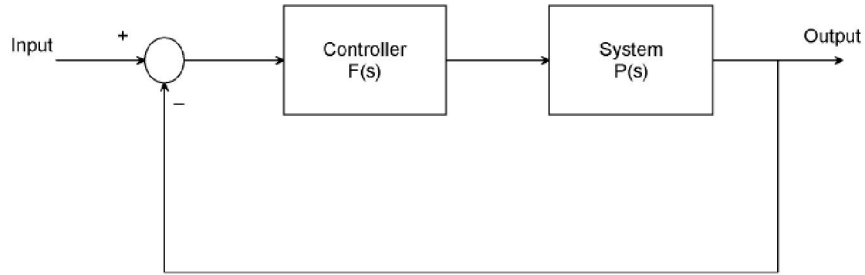 Input
+
−
Controller
F(s)
System
P(s)
Output